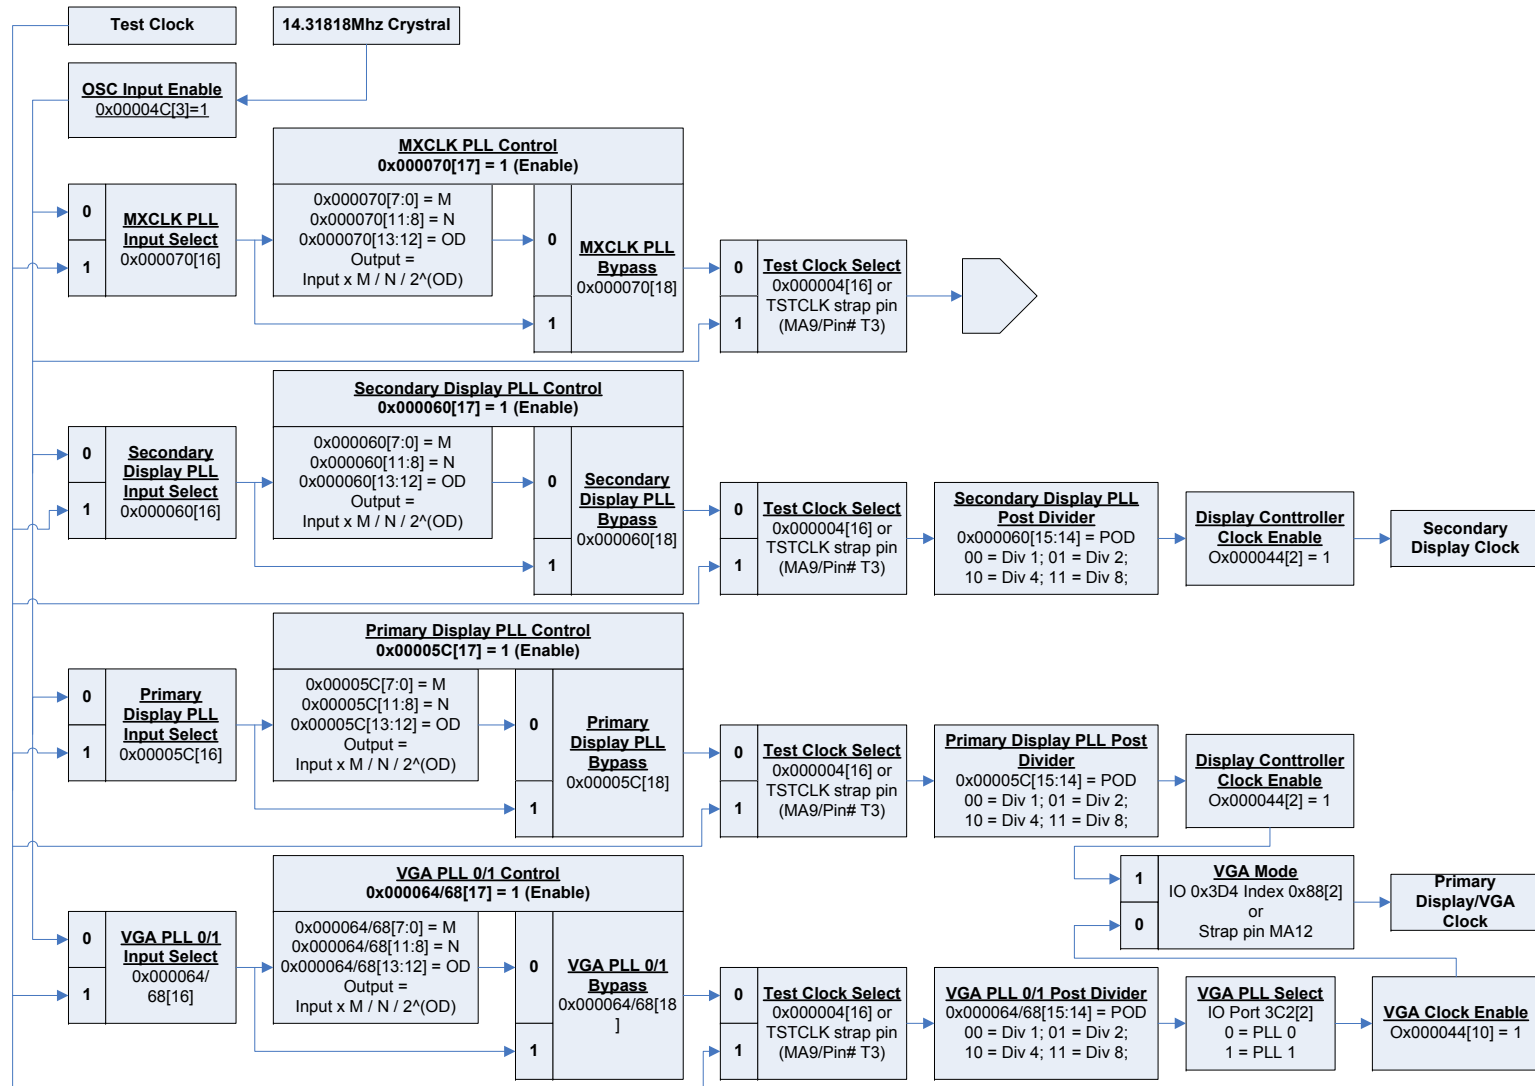 Test Clock
14.31818Mhz Crystral
OSC Input Enable
0x00004C[3]=1
MXCLK PLL Control
0x000070[17] = 1 (Enable)
0
1
MXCLK PLL
Input Select
0x000070[16]
0x000070[7:0] = M
0x000070[11:8] = N
0x000070[13:12] = OD
Output =
Input x M / N / 2^(OD)
0
1
MXCLK PLL
Bypass
0x000070[18]
0
1
Test Clock Select
0x000004[16] or
TSTCLK strap pin
(MA9/Pin# T3)
Secondary Display PLL Control
0x000060[17] = 1 (Enable)
0
1
Secondary
Display PLL
Input Select
0x000060[16]
0x000060[7:0] = M
0x000060[11:8] = N
0x000060[13:12] = OD
Output =
Input x M / N / 2^(OD)
0
1
Secondary
Display PLL
Bypass
0x000060[18]
0
1
Test Clock Select
0x000004[16] or
TSTCLK strap pin
(MA9/Pin# T3)
Secondary Display PLL
Post Divider
0x000060[15:14] = POD
00 = Div 1; 01 = Div 2;
10 = Div 4; 11 = Div 8;
Display Conttroller
Clock Enable
Ox000044[2] = 1
Secondary
Display Clock
Primary Display PLL Control
0x00005C[17] = 1 (Enable)
0
1
Primary
Display PLL
Input Select
0x00005C[16]
0x00005C[7:0] = M
0x00005C[11:8] = N
0x00005C[13:12] = OD
Output =
Input x M / N / 2^(OD)
0
1
Primary
Display PLL
Bypass
0x00005C[18]
0
1
Test Clock Select
0x000004[16] or
TSTCLK strap pin
(MA9/Pin# T3)
Primary Display PLL Post
Divider
0x00005C[15:14] = POD
00 = Div 1; 01 = Div 2;
10 = Div 4; 11 = Div 8;
Display Conttroller
Clock Enable
Ox000044[2] = 1
1
0
VGA Mode
IO 0x3D4 Index 0x88[2]
or
Strap pin MA12
Primary
Display/VGA
Clock
VGA PLL 0/1 Control
0x000064/68[17] = 1 (Enable)
0
1
VGA PLL 0/1
Input Select
0x000064/
68[16]
0x000064/68[7:0] = M
0x000064/68[11:8] = N
0x000064/68[13:12] = OD
Output =
Input x M / N / 2^(OD)
0
1
VGA PLL 0/1
Bypass
0x000064/68[18
]
0
1
Test Clock Select
0x000004[16] or
TSTCLK strap pin
(MA9/Pin# T3)
VGA PLL 0/1 Post Divider
0x000064/68[15:14] = POD
00 = Div 1; 01 = Div 2;
10 = Div 4; 11 = Div 8;
VGA PLL Select
IO Port 3C2[2]
0 = PLL 0
1 = PLL 1
VGA Clock Enable
Ox000044[10] = 1